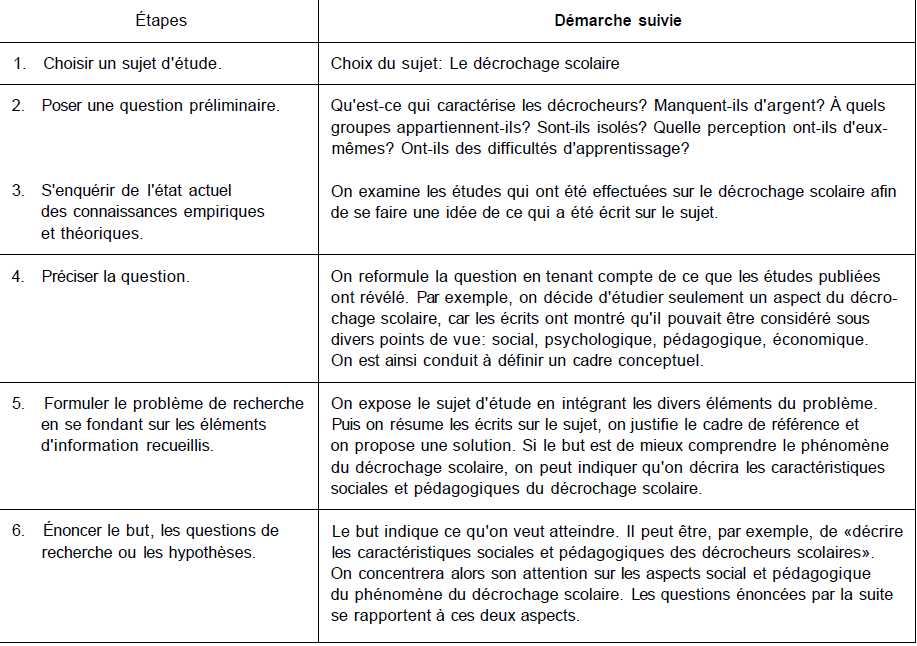 Étapes
Démarche suivie
1. Choisir un sujet d'étude.
Choix du sujet: Le décrochage scolaire
2. Poser une question préliminaire.
Qu'est-ce qui caractérise les décrocheurs? Manquent-ils d'argent? À quels
groupes appartiennent-ils? Sont-ils isolés? Quelle perception ont-ils d'eux-
mêmes? Ont-ils des difficultés d'apprentissage?
3. S'enquérir de l'état actuel
des connaissances empiriques
et théoriques.
On examine les études qui ont été effectuées sur le décrochage scolaire afin
de se faire une idée de ce qui a été écrit sur le sujet.
4. Préciser la question.
On reformule la question en tenant compte de ce que les études publiées
ont révélé. Par exemple, on décide d'étudier seulement un aspect du décro-
chage scolaire, car les écrits ont montré qu'il pouvait être considéré sous
divers points de vue: social, psychologique, pédagogique, économique.
On est ainsi conduit à définir un cadre conceptuel.
5. Formuler le problème de recherche
en se fondant sur les éléments
d'information recueillis.
On expose le sujet d'étude en intégrant les divers éléments du problème.
Puis on résume les écrits sur le sujet, on justifie le cadre de référence et
on propose une solution. Si le but est de mieux comprendre le phénomène
du décrochage scolaire, on peut indiquer qu'on décrira les caractéristiques
sociales et pédagogiques du décrochage scolaire.
6. Énoncer le but, les questions de
recherche ou les hypothèses.
Le but indique ce qu'on veut atteindre. Il peut être, par exemple, de «décrire
les caractéristiques sociales et pédagogiques des décrocheurs scolaires».
On concentrera alors son attention sur les aspects social et pédagogique
du phénomène du décrochage scolaire. Les questions énoncées par la suite
se rapportent à ces deux aspects.